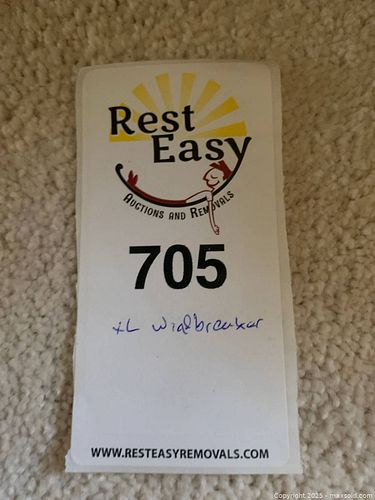 Rest
Easy
Auctions and Removals
705
XL Windbreaker
www.resteasyremovals.com
Copyright 2025 - maxsold.com